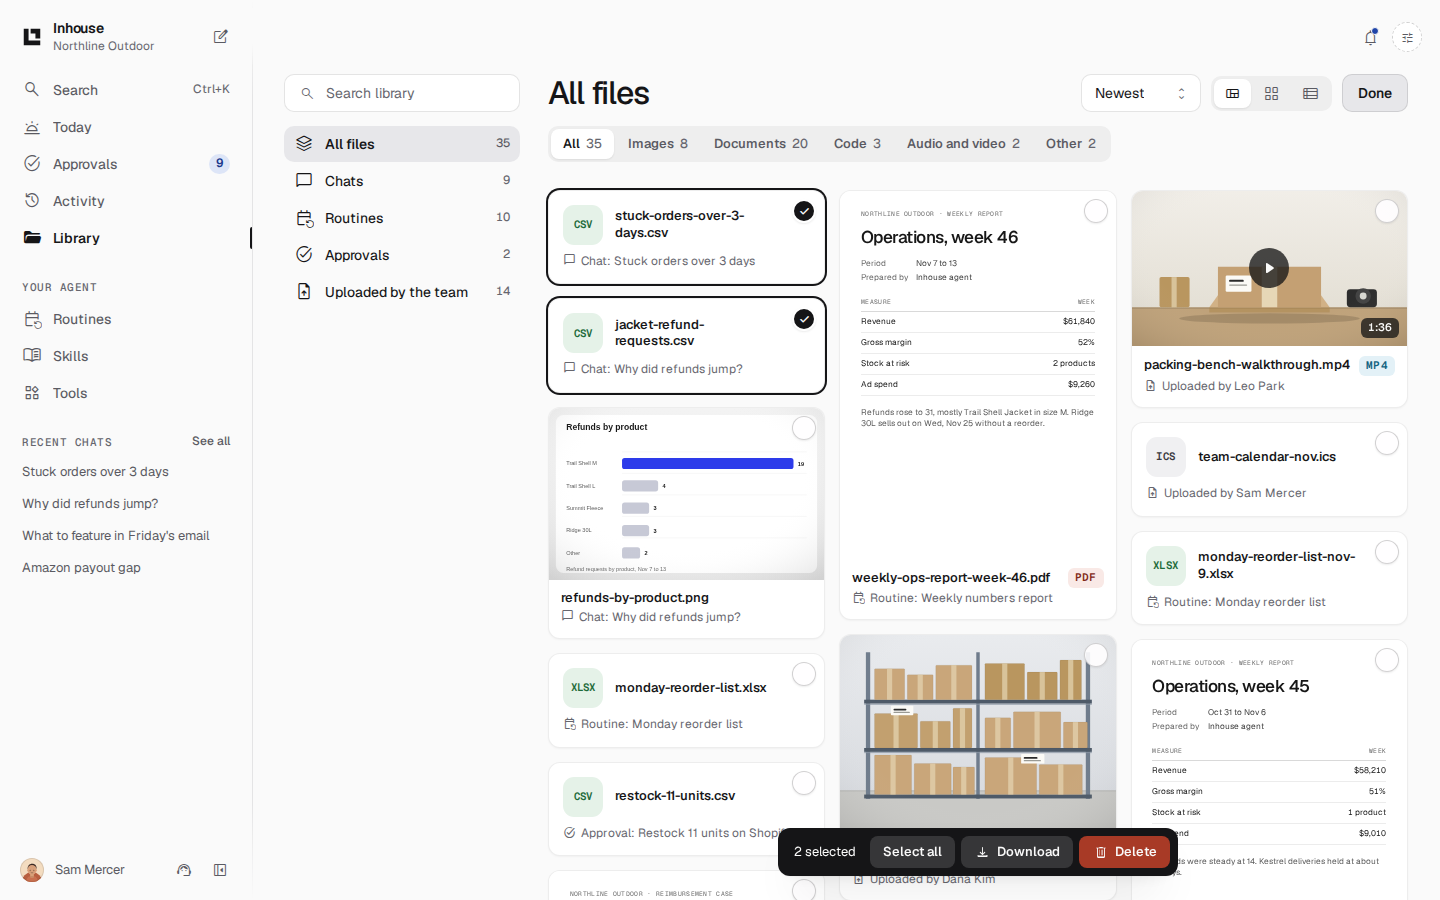 Inhouse
Northline Outdoor
Search Ctrl+K
Today
Approvals 9
Activity
Library
YOUR AGENT
Routines
Skills
Tools
RECENT CHATS See all
Stuck orders over 3 days
Why did refunds jump?
What to feature in Friday's email
Amazon payout gap
Sam Mercer
Search library
All files 35
Chats 9
Routines 10
Approvals 2
Uploaded by the team 14
All files
Newest
Done
All 35
Images 8
Documents 20
Code 3
Audio and video 2
Other 2
CSV
stuck-orders-over-3-
days.csv
Chat: Stuck orders over 3 days
CSV
jacket-refund-
requests.csv
Chat: Why did refunds jump?
Refunds by product
Trail Shell M 19
Trail Shell L 4
Summit Fleece 3
Ridge 30L 3
Other 2
Refund requests by product, Nov 7 to 13
refunds-by-product.png
Chat: Why did refunds jump?
XLSX
monday-reorder-list.xlsx
Routine: Monday reorder list
CSV
restock-11-units.csv
Approval: Restock 11 units on Shopi
NORTHLINE OUTDOOR · REIMBURSEMENT CASE
NORTHLINE OUTDOOR · WEEKLY REPORT
Operations, week 46
Period Nov 7 to 13
Prepared by Inhouse agent
MEASURE WEEK
Revenue $61,840
Gross margin 52%
Stock at risk 2 products
Ad spend $9,260
Refunds rose to 31, mostly Trail Shell Jacket in size M. Ridge
30L sells out on Wed, Nov 25 without a reorder.
weekly-ops-report-week-46.pdf PDF
Routine: Weekly numbers report
Uploaded by Dana Kim
1:36
packing-bench-walkthrough.mp4 MP4
Uploaded by Leo Park
ICS
team-calendar-nov.ics
Uploaded by Sam Mercer
XLSX
monday-reorder-list-nov-
9.xlsx
Routine: Monday reorder list
NORTHLINE OUTDOOR · WEEKLY REPORT
Operations, week 45
Period Oct 31 to Nov 6
Prepared by Inhouse agent
MEASURE WEEK
Revenue $58,210
Gross margin 51%
Stock at risk 1 product
end $9,010
ds were steady at 14. Kestrel deliveries held at about
ys.
2 selected
Select all
Download
Delete